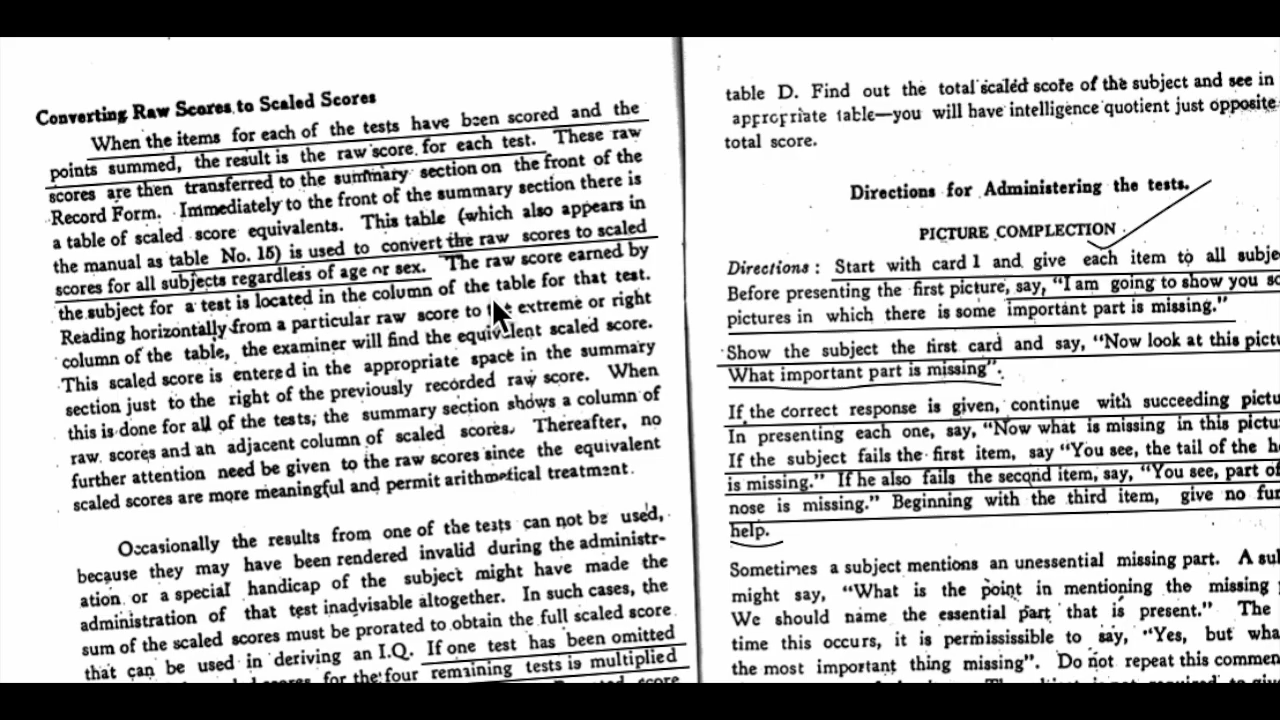 Converting Raw Scores to Scaled Scores
When the items for each of the tests have been scored and the
points summed, the result is the raw score for each test. These raw
scores are then transferred to the summary section on the front of the
Record Form. Immediately to the front of the summary section there is
a table of scaled score equivalents. This table (which also appears in
the manual as table No. 15) is used to convert the raw scores to scaled
scores for all subjects regardless of age or sex. The raw score earned by
the subject for a test is located in the column of the table for that test.
Reading horizontally from a particular raw score to extreme or right
column of the table, the examiner will find the equivalent scaled score.
This scaled score is entered in the appropriate space in the summary
section just to the right of the previously recorded raw score. When
this is done for all of the tests, the summary section shows a column of
raw scores and an adjacent column of scaled scores. Thereafter, no
further attention need be given to the raw scores since the equivalent
scaled scores are more meaningful and permit arithmetical treatment.
Occasionally the results from one of the tests can not be used,
because they may have been rendered invalid during the administr-
ation or a special handicap of the subject might have made the
administration of that test inadvisable altogether. In such cases, the
sum of the scaled scores must be prorated to obtain the full scaled score
that can be used in deriving an I.Q. If one test has been omitted
for the four remaining tests is multiplied
score
table D. Find out the total scaled score of the subject and see in
appropriate table—you will have intelligence quotient just opposite
total score.
Directions for Administering the tests.
PICTURE COMPLECTION
Directions : Start with card 1 and give each item to all subje
Before presenting the first picture, say, "I am going to show you so
pictures in which there is some important part is missing."
Show the subject the first card and say, "Now look at this pictu
What important part is missing".
If the correct response is given, continue with succeeding pictu
In presenting each one, say, "Now what is missing in this pictu
If the subject fails the first item, say "You see, the tail of the ho
is missing." If he also fails the second item, say, "You see, part of
nose is missing." Beginning with the third item, give no fur
help.
Sometimes a subject mentions an unessential missing part. A sub
might say, "What is the point in mentioning the missing
We should name the essential part that is present." The
time this occurs, it is permississible to say, "Yes, but wha
the most important thing missing". Do not repeat this commen